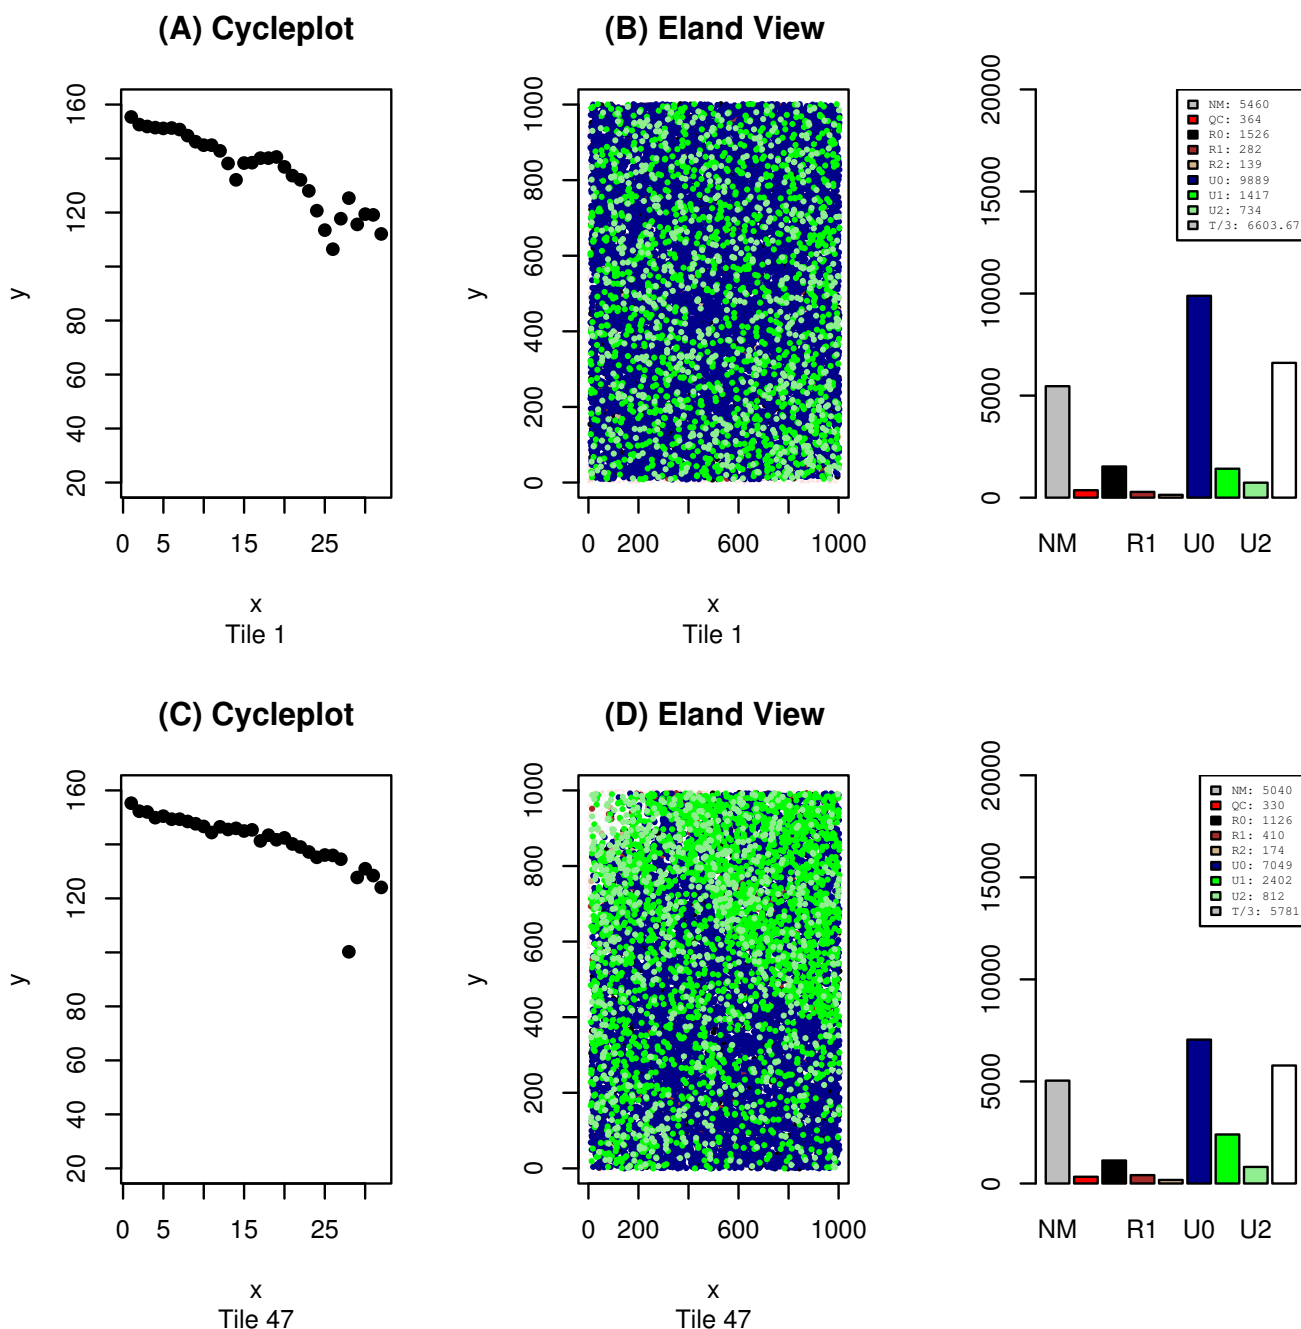 (A) Cycleplot
(B) Eland View
y
160
120
80
60
40
20
0 5 15 25
x
Tile 1
y
1000
800
600
400
200
0
0 200 600 1000
x
Tile 1
20000
15000
10000
5000
0
NM: 5460
QC: 364
R0: 1526
R1: 282
R2: 139
U0: 9889
U1: 1417
U2: 734
T/3: 6603.67
NM R1 U0 U2
(C) Cycleplot
(D) Eland View
y
160
120
80
60
40
20
0 5 15 25
x
Tile 47
y
1000
800
600
400
200
0
0 200 600 1000
x
Tile 47
20000
15000
10000
5000
0
NM: 5040
QC: 330
R0: 1126
R1: 410
R2: 174
U0: 7049
U1: 2402
U2: 812
T/3: 5781
NM R1 U0 U2